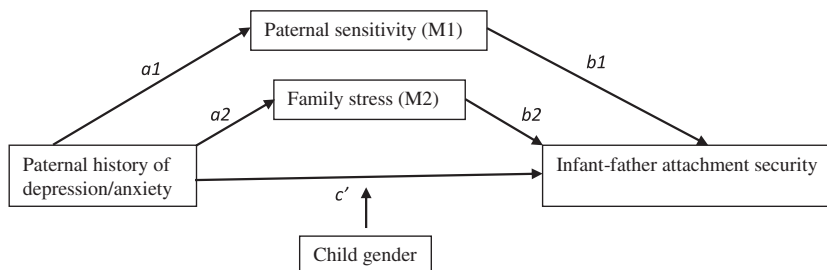 Paternal sensitivity (M1)
a1
b1
Family stress (M2)
a2
b2
Paternal history of
depression/anxiety
Infant-father attachment security
c′
Child gender